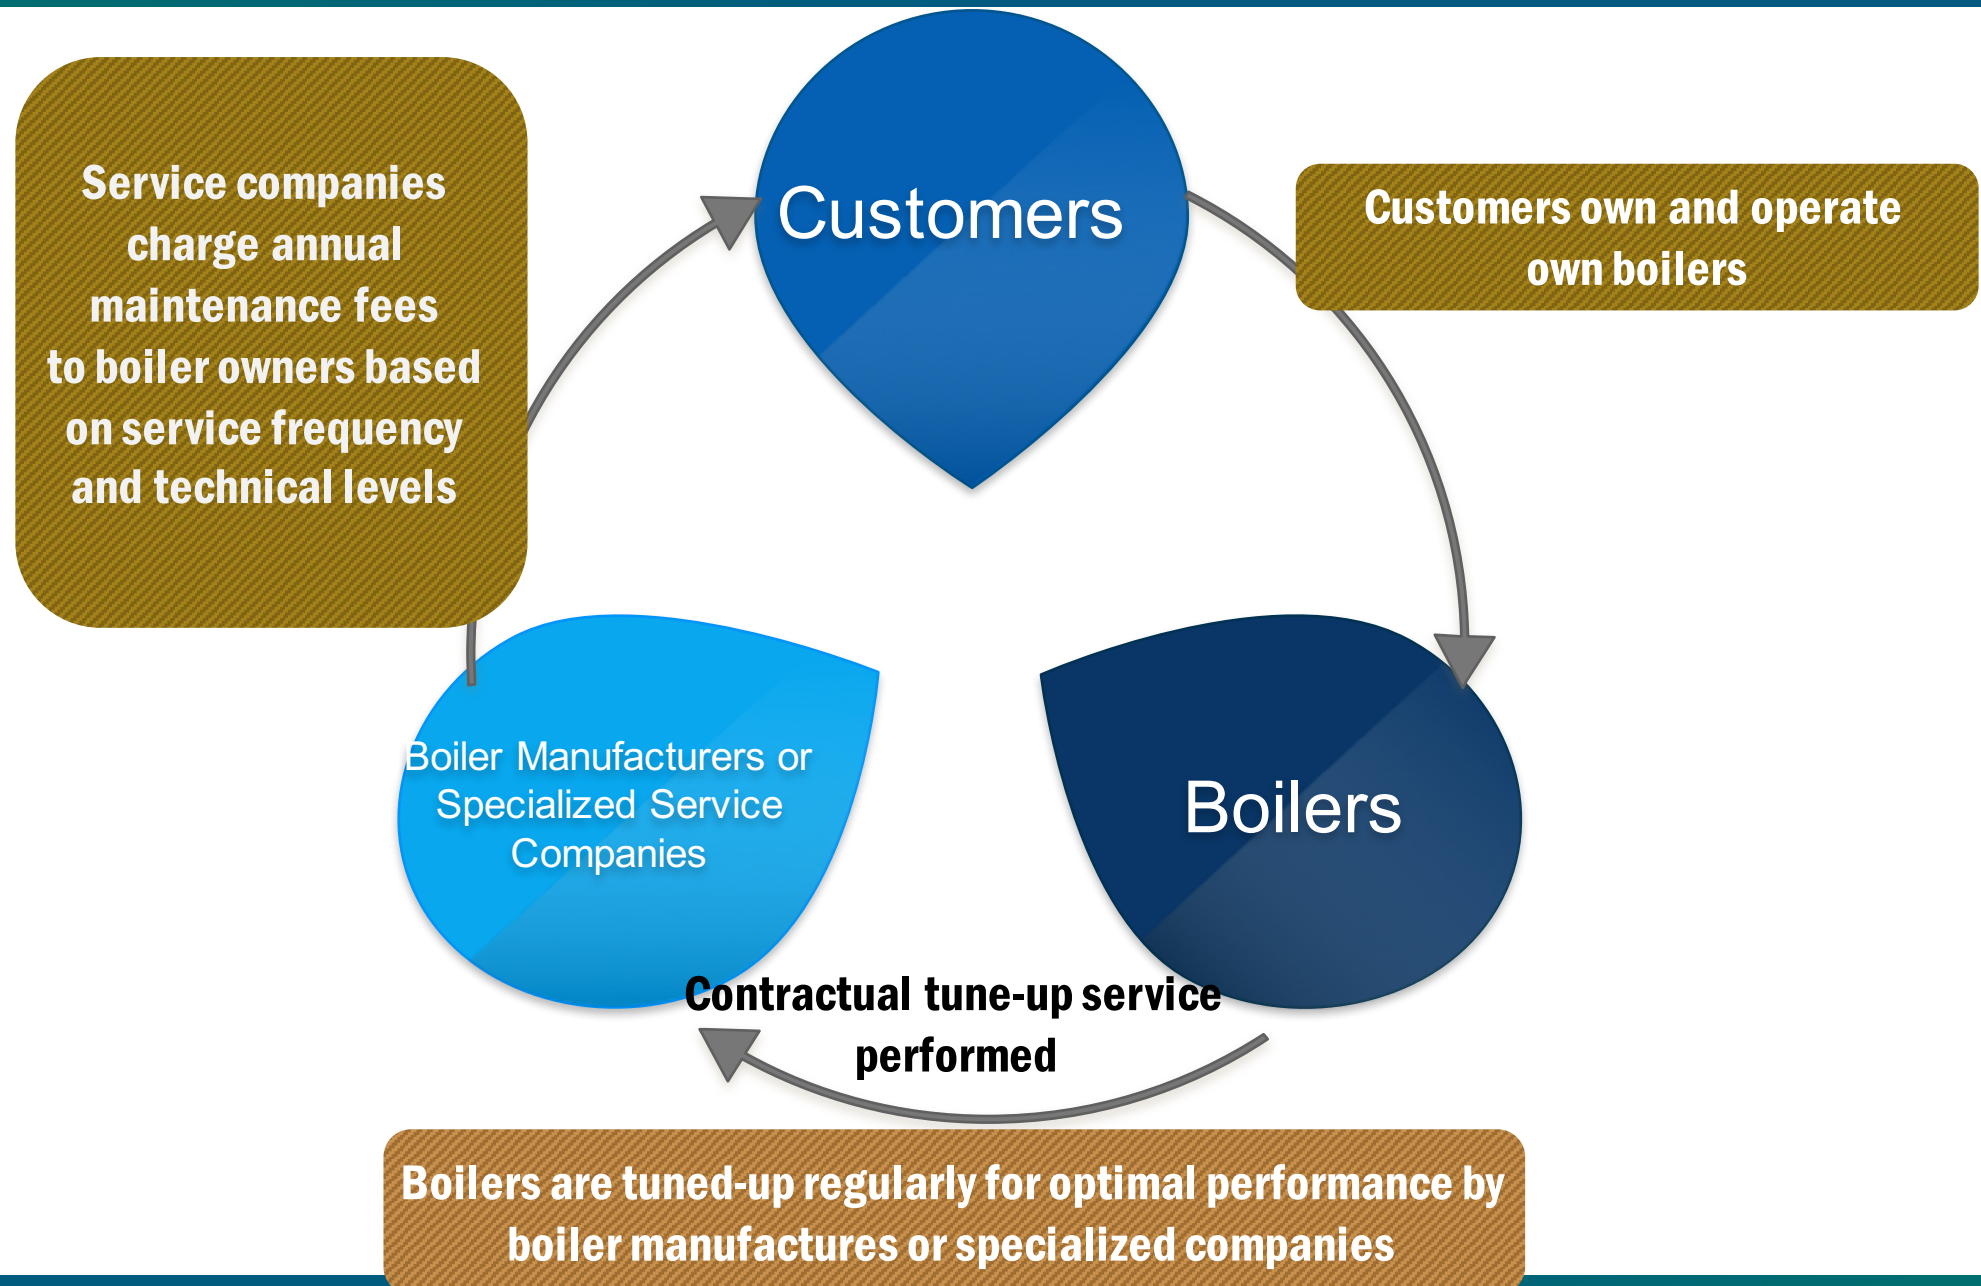 Customers
Service companies
charge annual
maintenance fees
to boiler owners based
on service frequency
and technical levels
Customers own and operate
own boilers
Boiler Manufacturers or
Specialized Service
Companies
Boilers
Contractual tune-up service
performed
Boilers are tuned-up regularly for optimal performance by
boiler manufactures or specialized companies